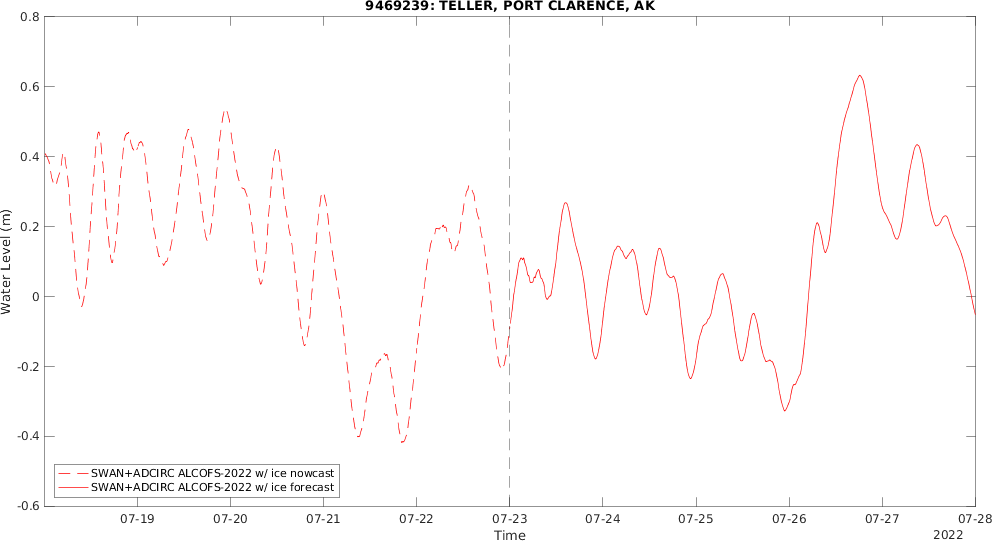 9469239: TELLER, PORT CLARENCE, AK
Water Level (m)
0.8
0.6
0.4
0.2
0
-0.2
-0.4
-0.6
SWAN+ADCIRC ALCOFS-2022 w/ ice nowcast
SWAN+ADCIRC ALCOFS-2022 w/ ice forecast
07-19 07-20 07-21 07-22 07-23 07-24 07-25 07-26 07-27 07-28
Time
2022